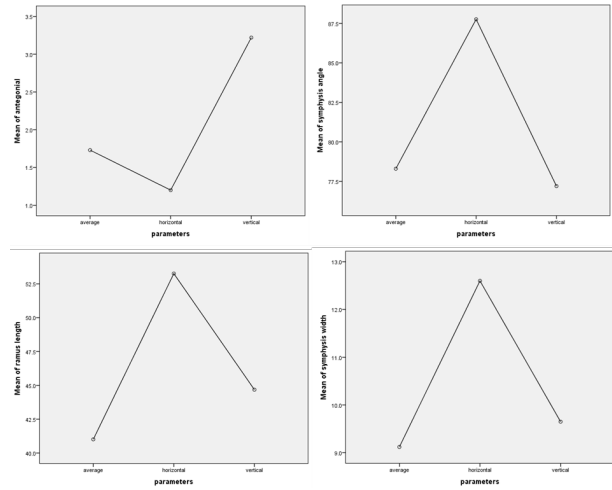 Mean of antegonial
3.5
3.0
2.5
2.0
1.5
1.0
average horizontal vertical
parameters
Mean of symphysis angle
87.5
85.0
82.5
80.0
77.5
average horizontal vertical
parameters
Mean of ramus length
52.5
50.0
47.5
45.0
42.5
40.0
average horizontal vertical
parameters
Mean of symphysis width
13.0
12.0
11.0
10.0
9.0
average horizontal vertical
parameters